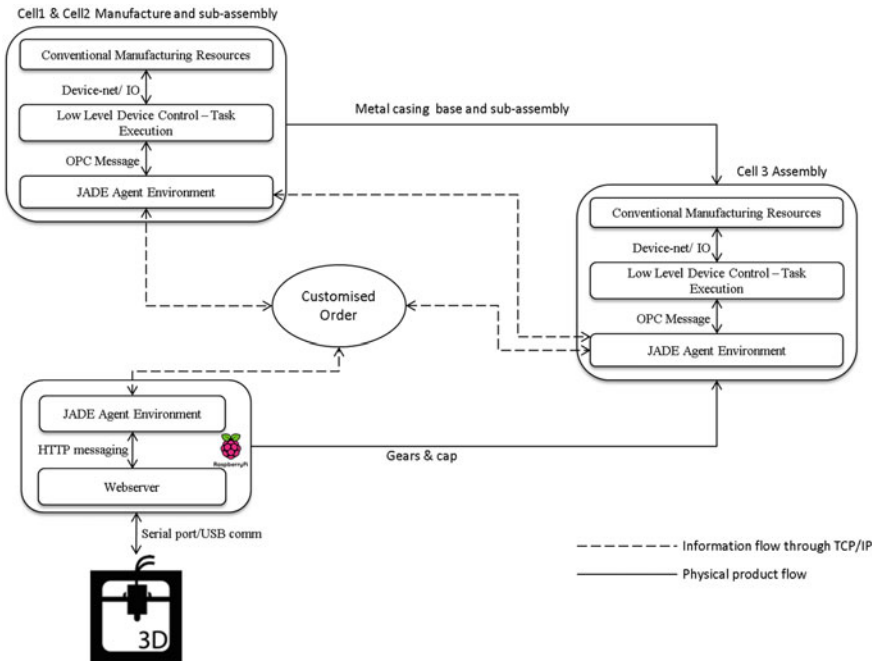 Cell1 & Cell2 Manufacture and sub-assembly
Conventional Manufacturing Resources
Device-net/ IO
Low Level Device Control – Task
Execution
OPC Message
JADE Agent Environment
Metal casing base and sub-assembly
Cell 3 Assembly
Conventional Manufacturing Resources
Device-net/ IO
Low Level Device Control – Task
Execution
OPC Message
JADE Agent Environment
Customised
Order
JADE Agent Environment
HTTP messaging
RaspberryPi
Webserver
Gears & cap
Serial port/USB comm
3D
Information flow through TCP/IP
Physical product flow